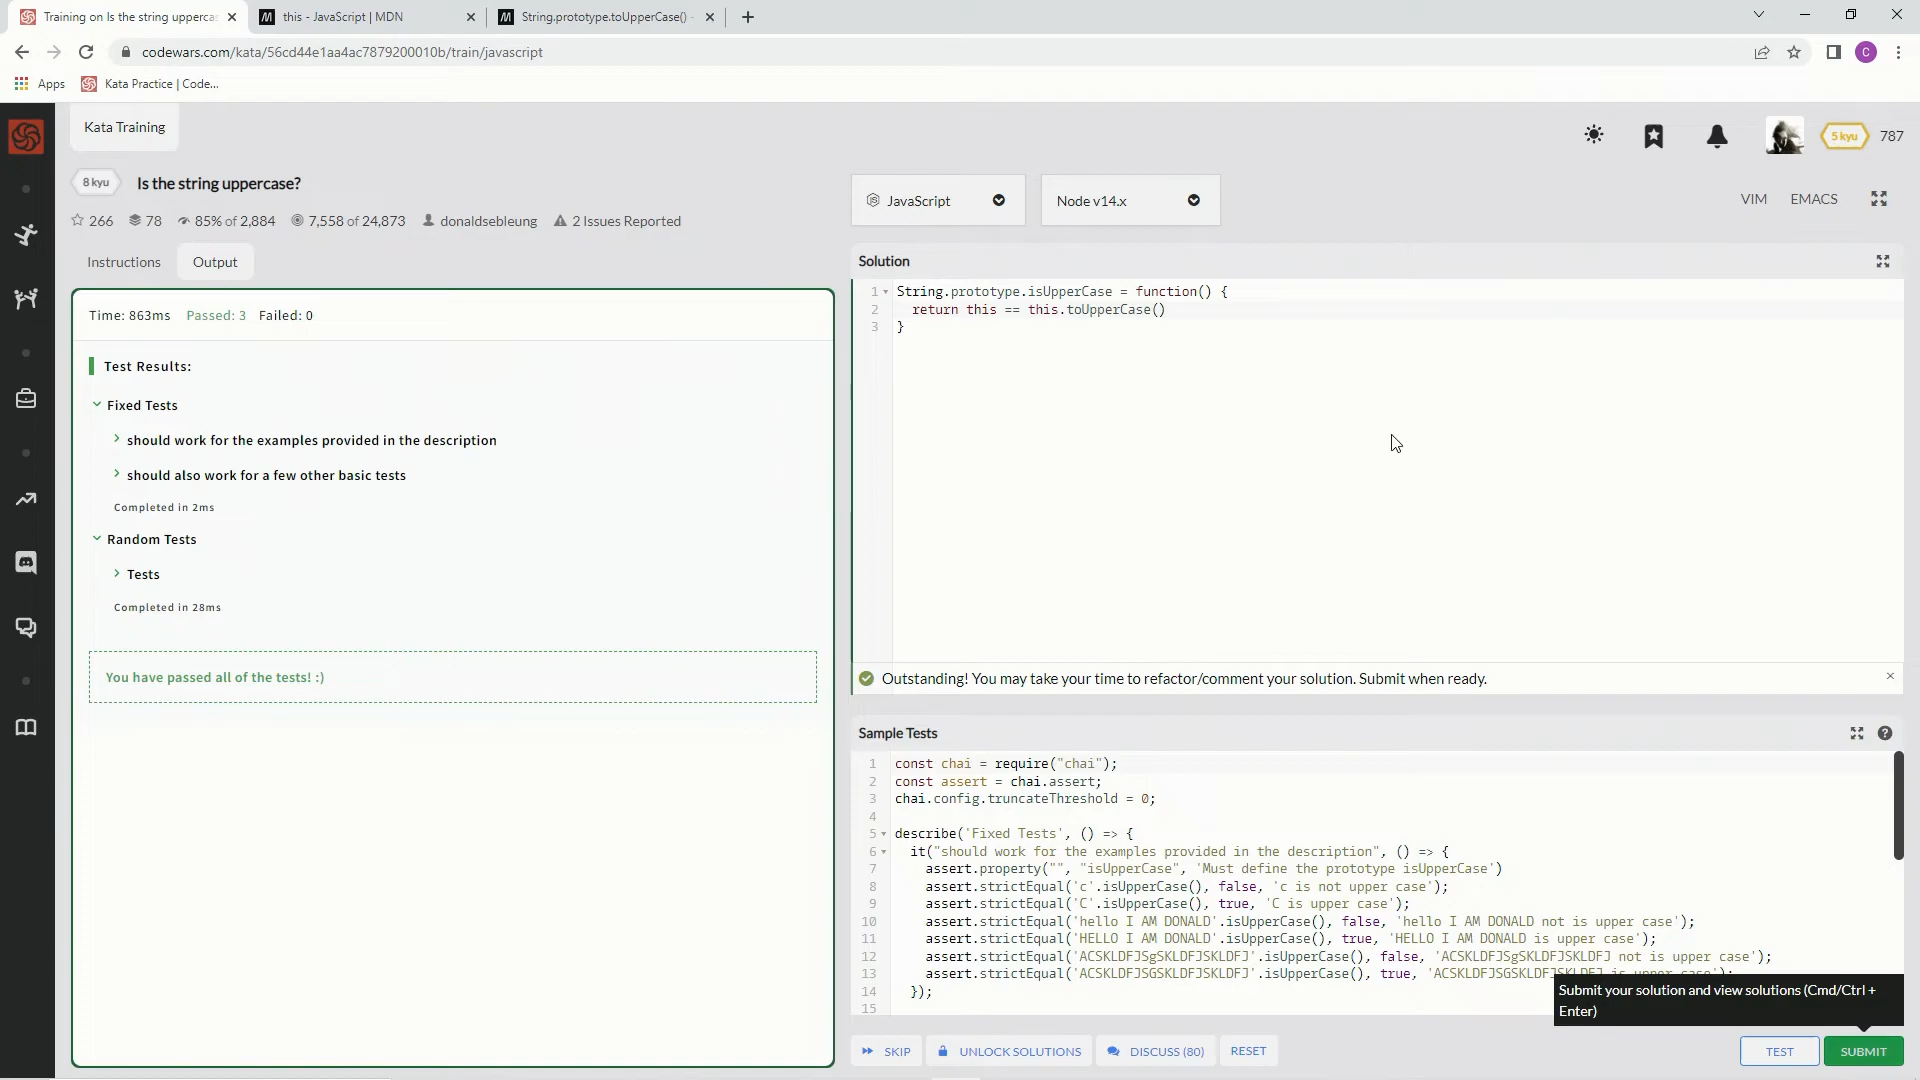 Training on Is the string upperca
this - JavaScript | MDN
String.prototype.toUpperCase() -
codewars.com/kata/56cd44e1aa4ac7879200010b/train/javascript
C
Apps
Kata Practice | Code...
Kata Training
5 kyu
787
8 kyu
Is the string uppercase?
266
78
85% of 2,884
7,558 of 24,873
donaldsebleung
2 Issues Reported
JavaScript
Node v14.x
VIM
EMACS
Instructions
Output
Time: 863ms Passed: 3 Failed: 0
Test Results:
Fixed Tests
should work for the examples provided in the description
should also work for a few other basic tests
Completed in 2ms
Random Tests
Tests
Completed in 28ms
You have passed all of the tests! :)
Solution
1 String.prototype.isUpperCase = function() {
2 return this == this.toUpperCase()
3 }
Outstanding! You may take your time to refactor/comment your solution. Submit when ready.
Sample Tests
1 const chai = require("chai");
2 const assert = chai.assert;
3 chai.config.truncateThreshold = 0;
4
5 describe('Fixed Tests', () => {
6 it("should work for the examples provided in the description", () => {
7 assert.property("", "isUpperCase", 'Must define the prototype isUpperCase')
8 assert.strictEqual('c'.isUpperCase(), false, 'c is not upper case');
9 assert.strictEqual('C'.isUpperCase(), true, 'C is upper case');
10 assert.strictEqual('hello I AM DONALD'.isUpperCase(), false, 'hello I AM DONALD not is upper case');
11 assert.strictEqual('HELLO I AM DONALD'.isUpperCase(), true, 'HELLO I AM DONALD is upper case');
12 assert.strictEqual('ACSKLDFJSgSKLDFJSKLDFJ'.isUpperCase(), false, 'ACSKLDFJSgSKLDFJSKLDFJ not is upper case');
13 assert.strictEqual('ACSKLDFJSGSKLDFJSKLDFJ'.isUpperCase(), true, 'ACSKLDFJSGSKLDFJSKLDFJ is upper case');
14 });
15
Submit your solution and view solutions (Cmd/Ctrl +
Enter)
SKIP
UNLOCK SOLUTIONS
DISCUSS (80)
RESET
TEST
SUBMIT